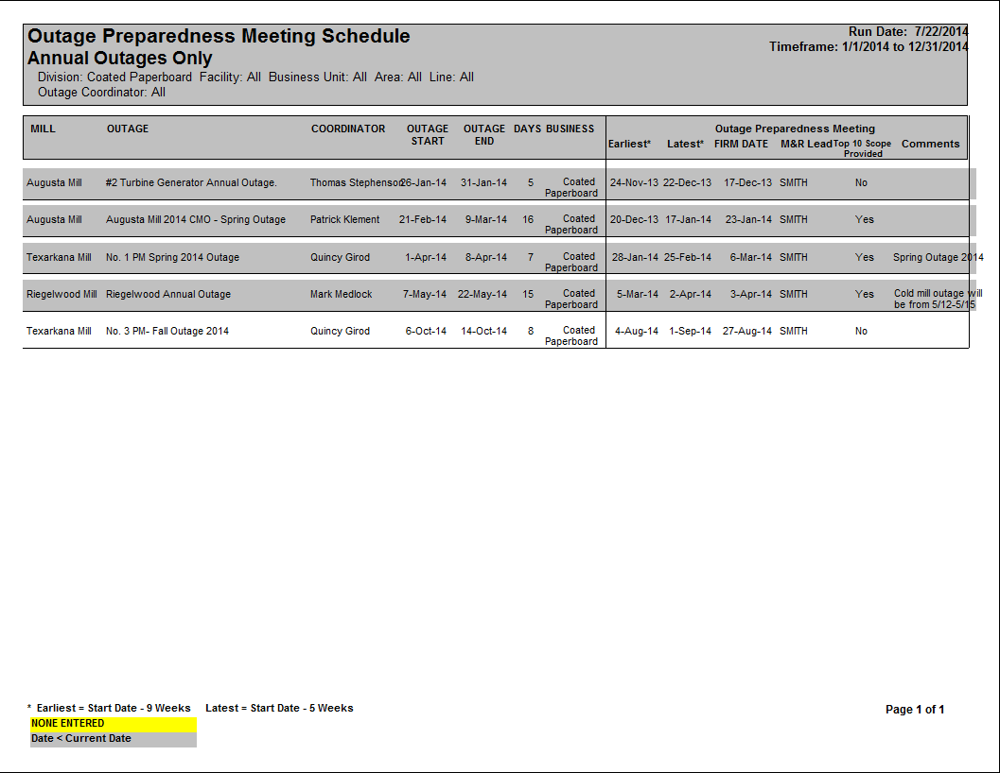 Outage Preparedness Meeting Schedule
Run Date: 7/22/2014
Annual Outages Only
Timeframe: 1/1/2014 to 12/31/2014
Division: Coated Paperboard Facility: All Business Unit: All Area: All Line: All
Outage Coordinator: All
MILL OUTAGE COORDINATOR OUTAGE START OUTAGE END DAYS BUSINESS Outage Preparedness Meeting
Earliest* Latest* FIRM DATE M&R Lead Top 10 Scope Provided Comments
Augusta Mill #2 Turbine Generator Annual Outage. Thomas Stephenson 26-Jan-14 31-Jan-14 5 Coated Paperboard 24-Nov-13 22-Dec-13 17-Dec-13 SMITH No
Augusta Mill Augusta Mill 2014 CMO - Spring Outage Patrick Klement 21-Feb-14 9-Mar-14 16 Coated Paperboard 20-Dec-13 17-Jan-14 23-Jan-14 SMITH Yes
Texarkana Mill No. 1 PM Spring 2014 Outage Quincy Girod 1-Apr-14 8-Apr-14 7 Coated Paperboard 28-Jan-14 25-Feb-14 6-Mar-14 SMITH Yes Spring Outage 2014
Riegelwood Mill Riegelwood Annual Outage Mark Medlock 7-May-14 22-May-14 15 Coated Paperboard 5-Mar-14 2-Apr-14 3-Apr-14 SMITH Yes Cold mill outage will be from 5/12-5/15
Texarkana Mill No. 3 PM- Fall Outage 2014 Quincy Girod 6-Oct-14 14-Oct-14 8 Coated Paperboard 4-Aug-14 1-Sep-14 27-Aug-14 SMITH No
* Earliest = Start Date - 9 Weeks Latest = Start Date - 5 Weeks
Page 1 of 1
NONE ENTERED
Date < Current Date